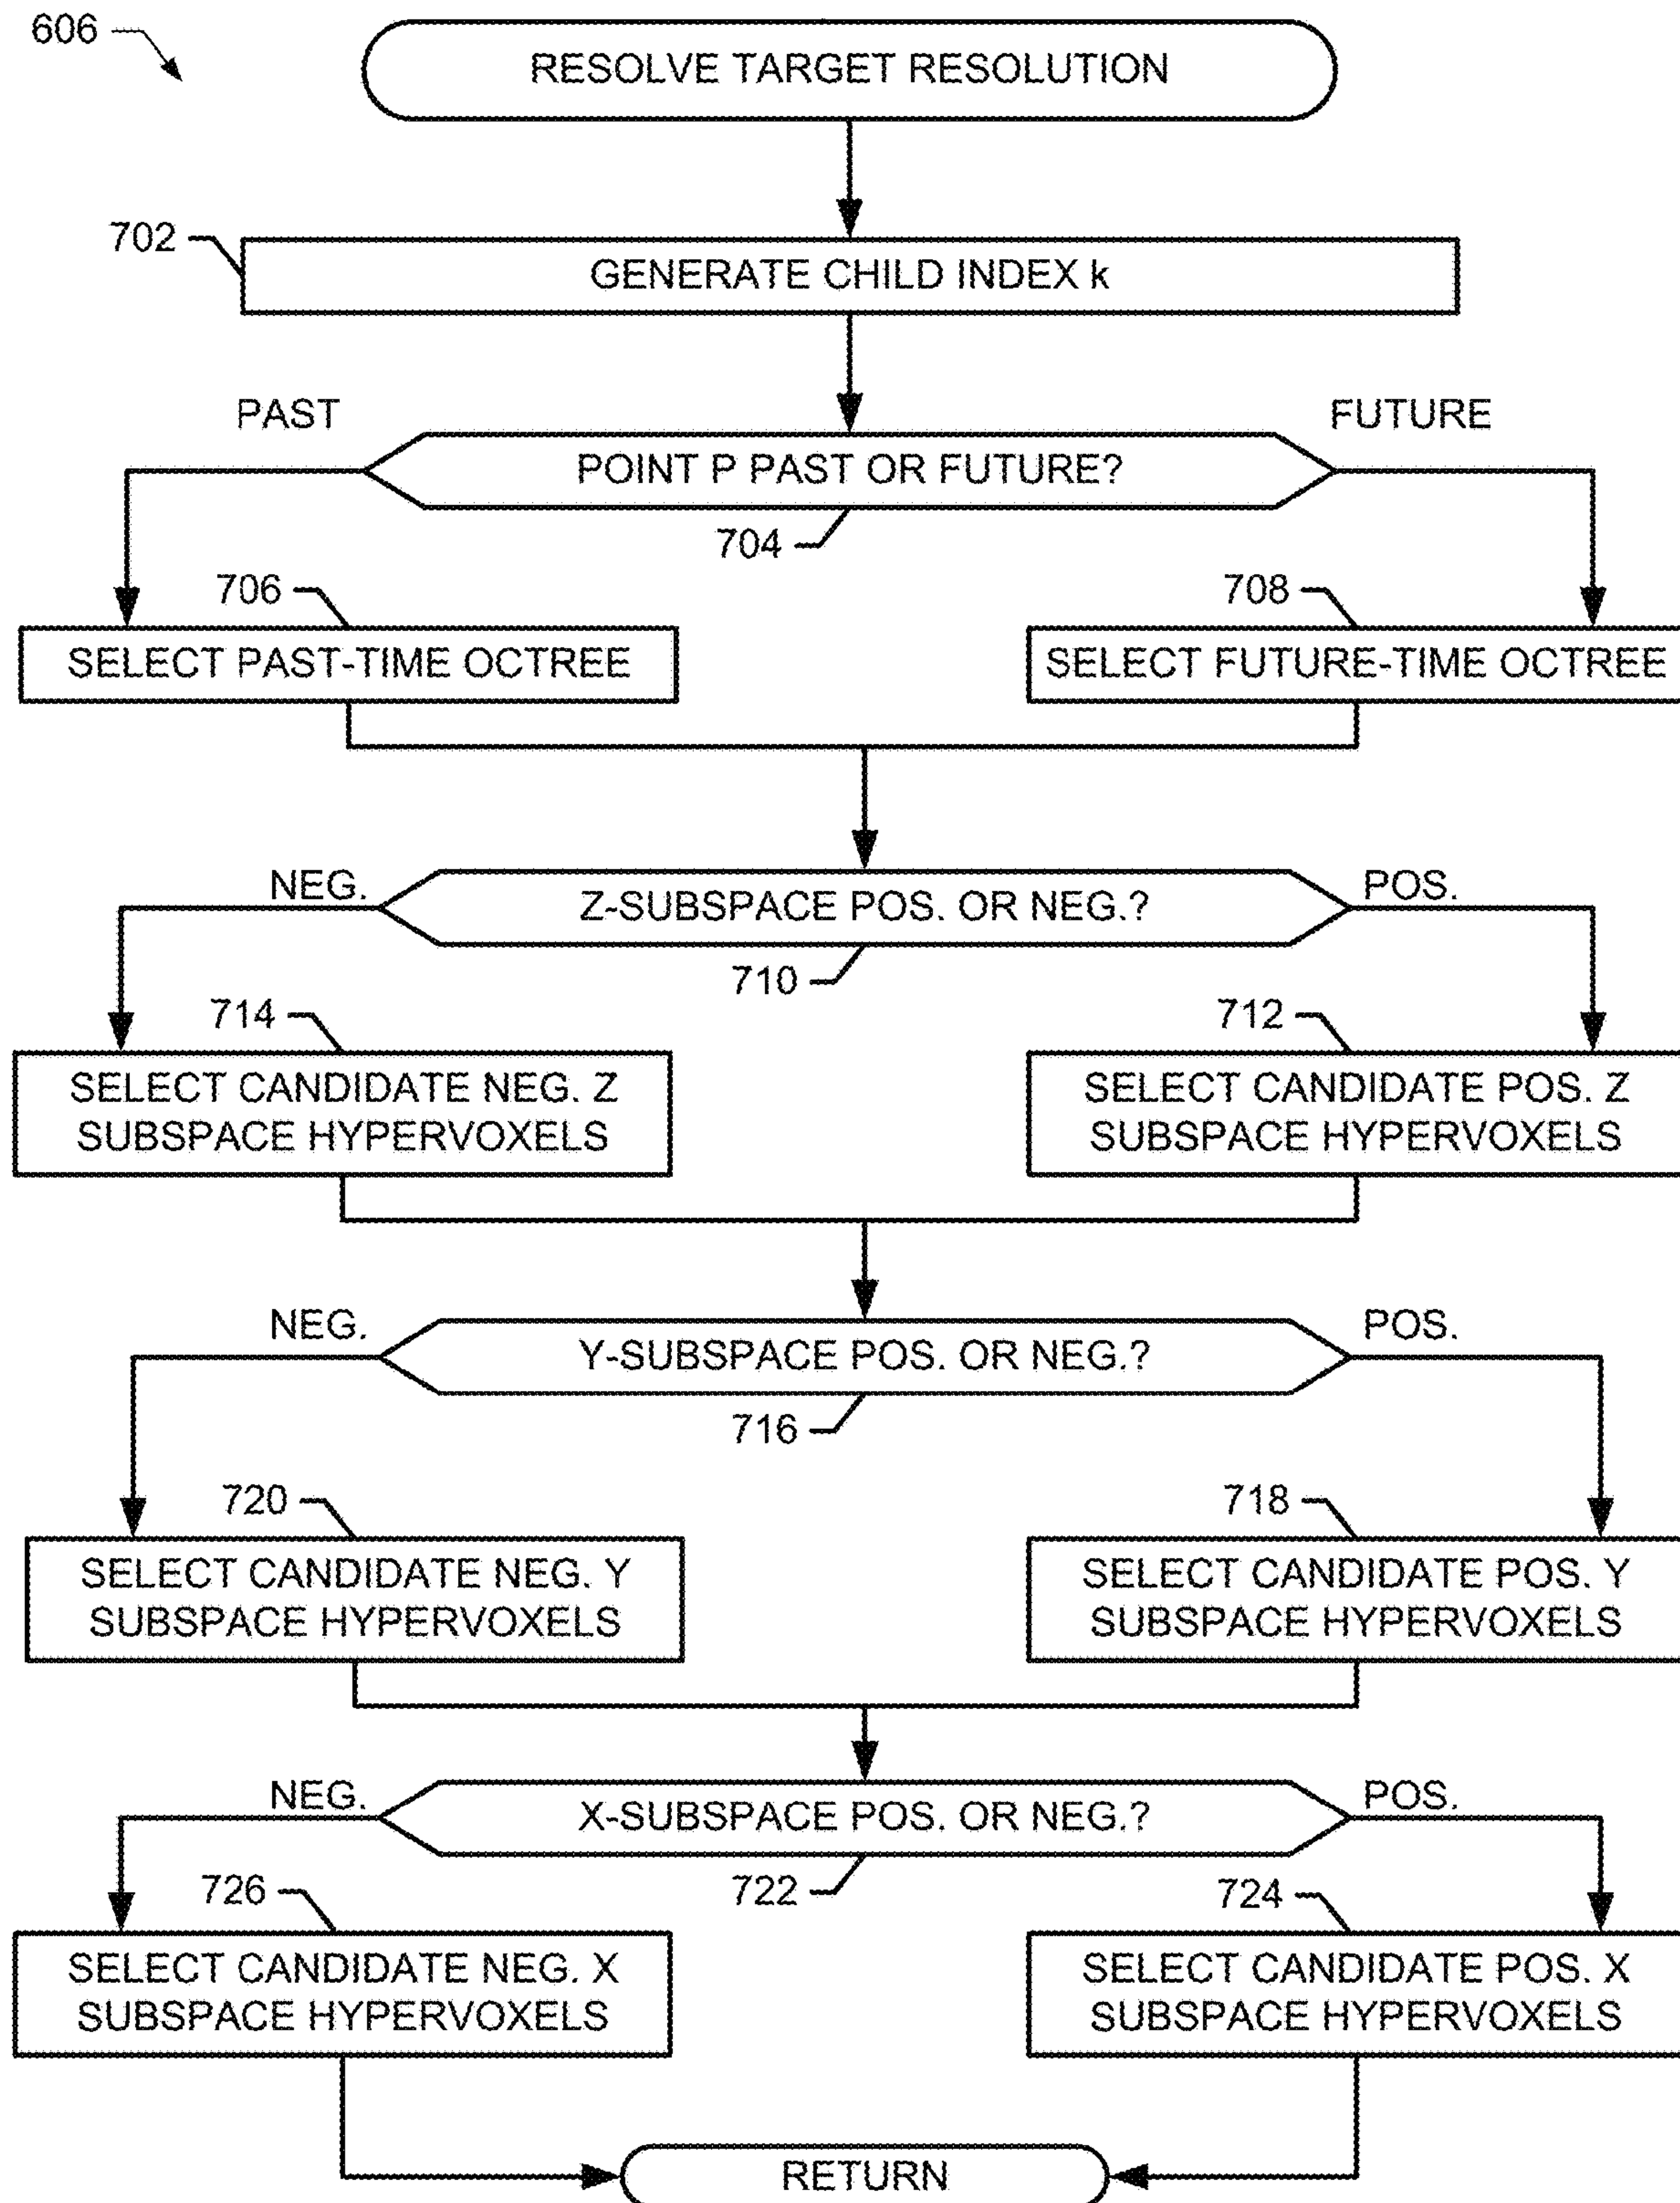 606
RESOLVE TARGET RESOLUTION
702
GENERATE CHILD INDEX k
PAST
FUTURE
POINT P PAST OR FUTURE?
704
706
708
SELECT PAST-TIME OCTREE
SELECT FUTURE-TIME OCTREE
NEG.
POS.
Z-SUBSPACE POS. OR NEG.?
710
714
712
SELECT CANDIDATE NEG. Z
SUBSPACE HYPERVOXELS
SELECT CANDIDATE POS. Z
SUBSPACE HYPERVOXELS
NEG.
POS.
Y-SUBSPACE POS. OR NEG.?
716
720
718
SELECT CANDIDATE NEG. Y
SUBSPACE HYPERVOXELS
SELECT CANDIDATE POS. Y
SUBSPACE HYPERVOXELS
NEG.
POS.
X-SUBSPACE POS. OR NEG.?
722
726
724
SELECT CANDIDATE NEG. X
SUBSPACE HYPERVOXELS
SELECT CANDIDATE POS. X
SUBSPACE HYPERVOXELS
RETURN